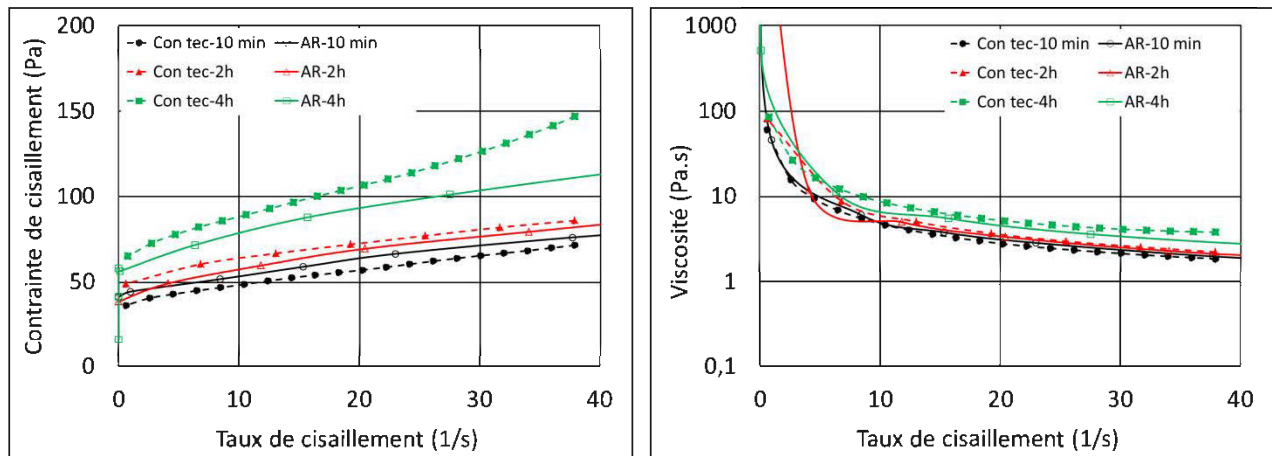 200
150
100
50
0
Contrainte de cisaillement (Pa)
Con tec-10 min AR-10 min
Con tec-2h AR-2h
Con tec-4h AR-4h
0 10 20 30 40
Taux de cisaillement (1/s)
1000
100
10
1
0,1
Viscosité (Pa.s)
Con tec-10 min AR-10 min
Con tec-2h AR-2h
Con tec-4h AR-4h
0 10 20 30 40
Taux de cisaillement (1/s)